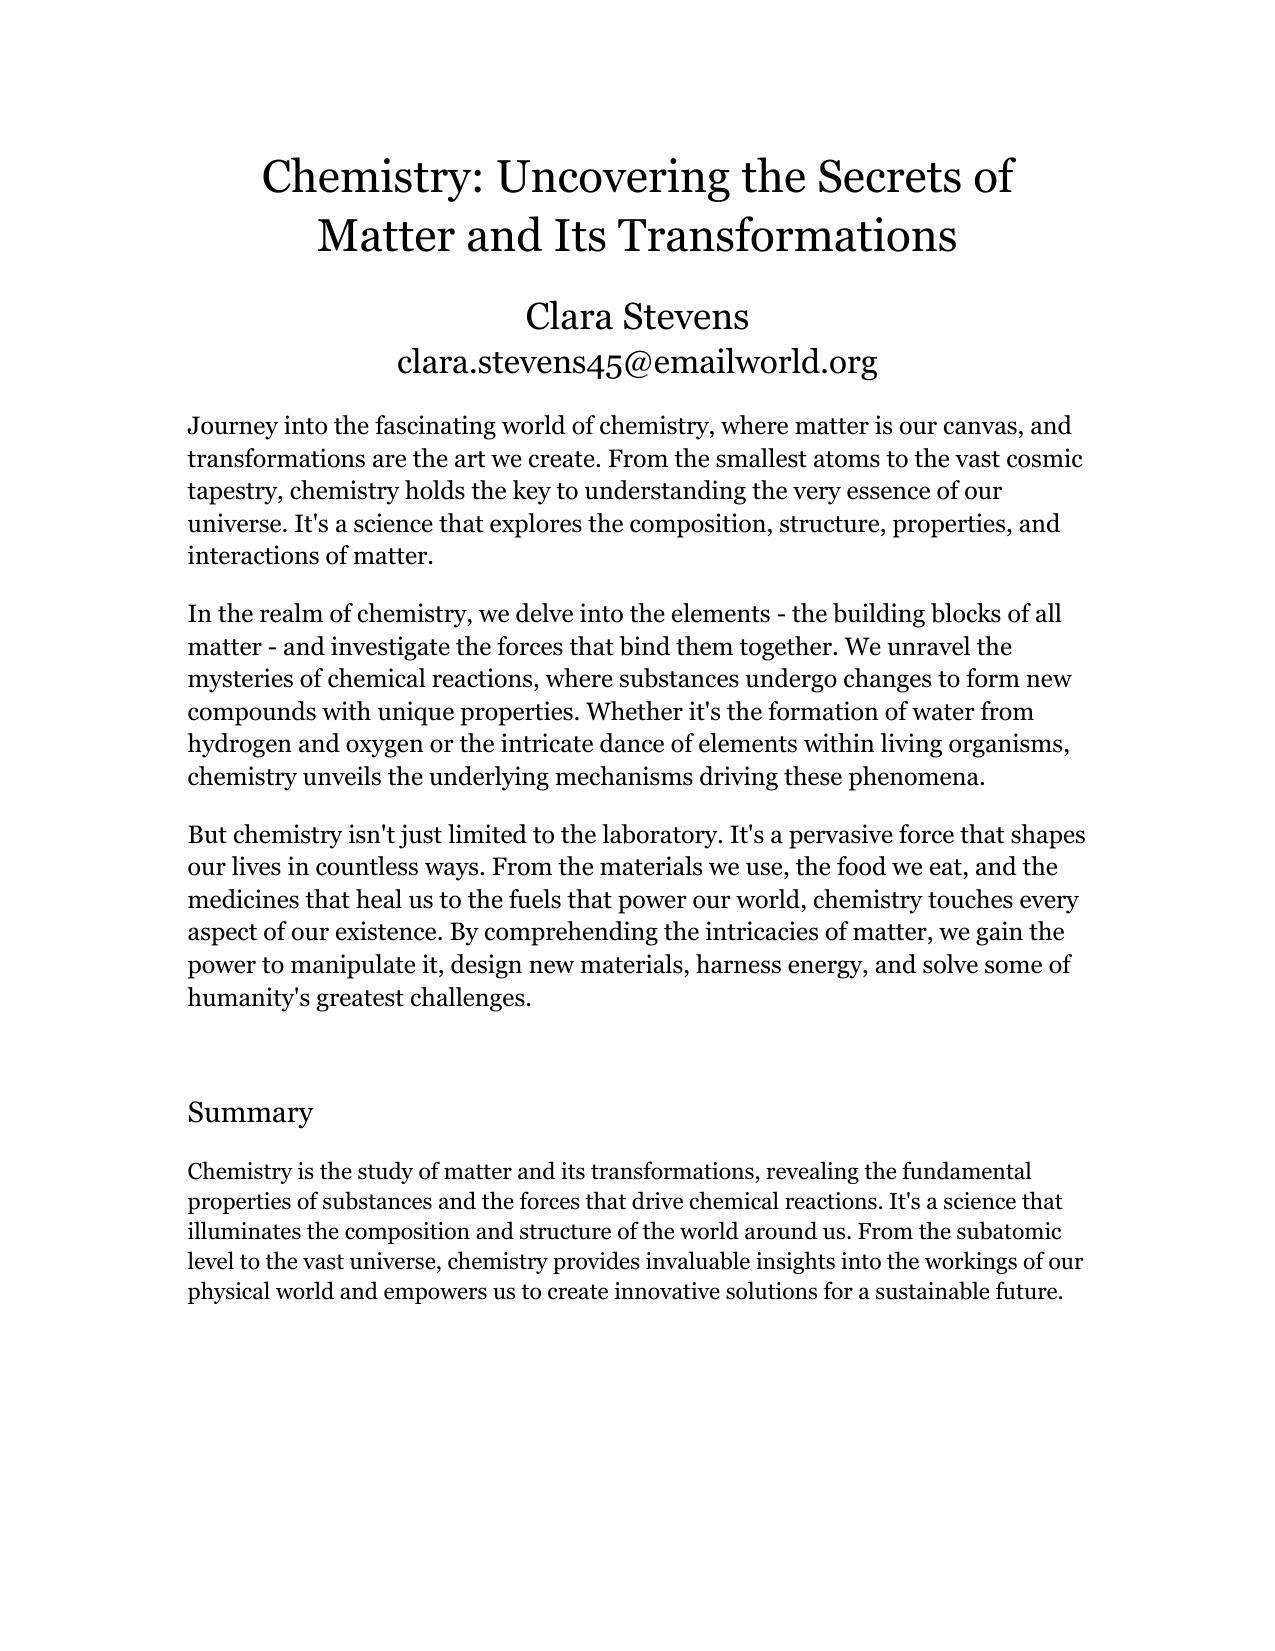 Chemistry: Uncovering the Secrets of
Matter and Its Transformations
Clara Stevens
clara.stevens45@emailworld.org
Journey into the fascinating world of chemistry, where matter is our canvas, and
transformations are the art we create. From the smallest atoms to the vast cosmic
tapestry, chemistry holds the key to understanding the very essence of our
universe. It's a science that explores the composition, structure, properties, and
interactions of matter.
In the realm of chemistry, we delve into the elements - the building blocks of all
matter - and investigate the forces that bind them together. We unravel the
mysteries of chemical reactions, where substances undergo changes to form new
compounds with unique properties. Whether it's the formation of water from
hydrogen and oxygen or the intricate dance of elements within living organisms,
chemistry unveils the underlying mechanisms driving these phenomena.
But chemistry isn't just limited to the laboratory. It's a pervasive force that shapes
our lives in countless ways. From the materials we use, the food we eat, and the
medicines that heal us to the fuels that power our world, chemistry touches every
aspect of our existence. By comprehending the intricacies of matter, we gain the
power to manipulate it, design new materials, harness energy, and solve some of
humanity's greatest challenges.
Summary
Chemistry is the study of matter and its transformations, revealing the fundamental
properties of substances and the forces that drive chemical reactions. It's a science that
illuminates the composition and structure of the world around us. From the subatomic
level to the vast universe, chemistry provides invaluable insights into the workings of our
physical world and empowers us to create innovative solutions for a sustainable future.